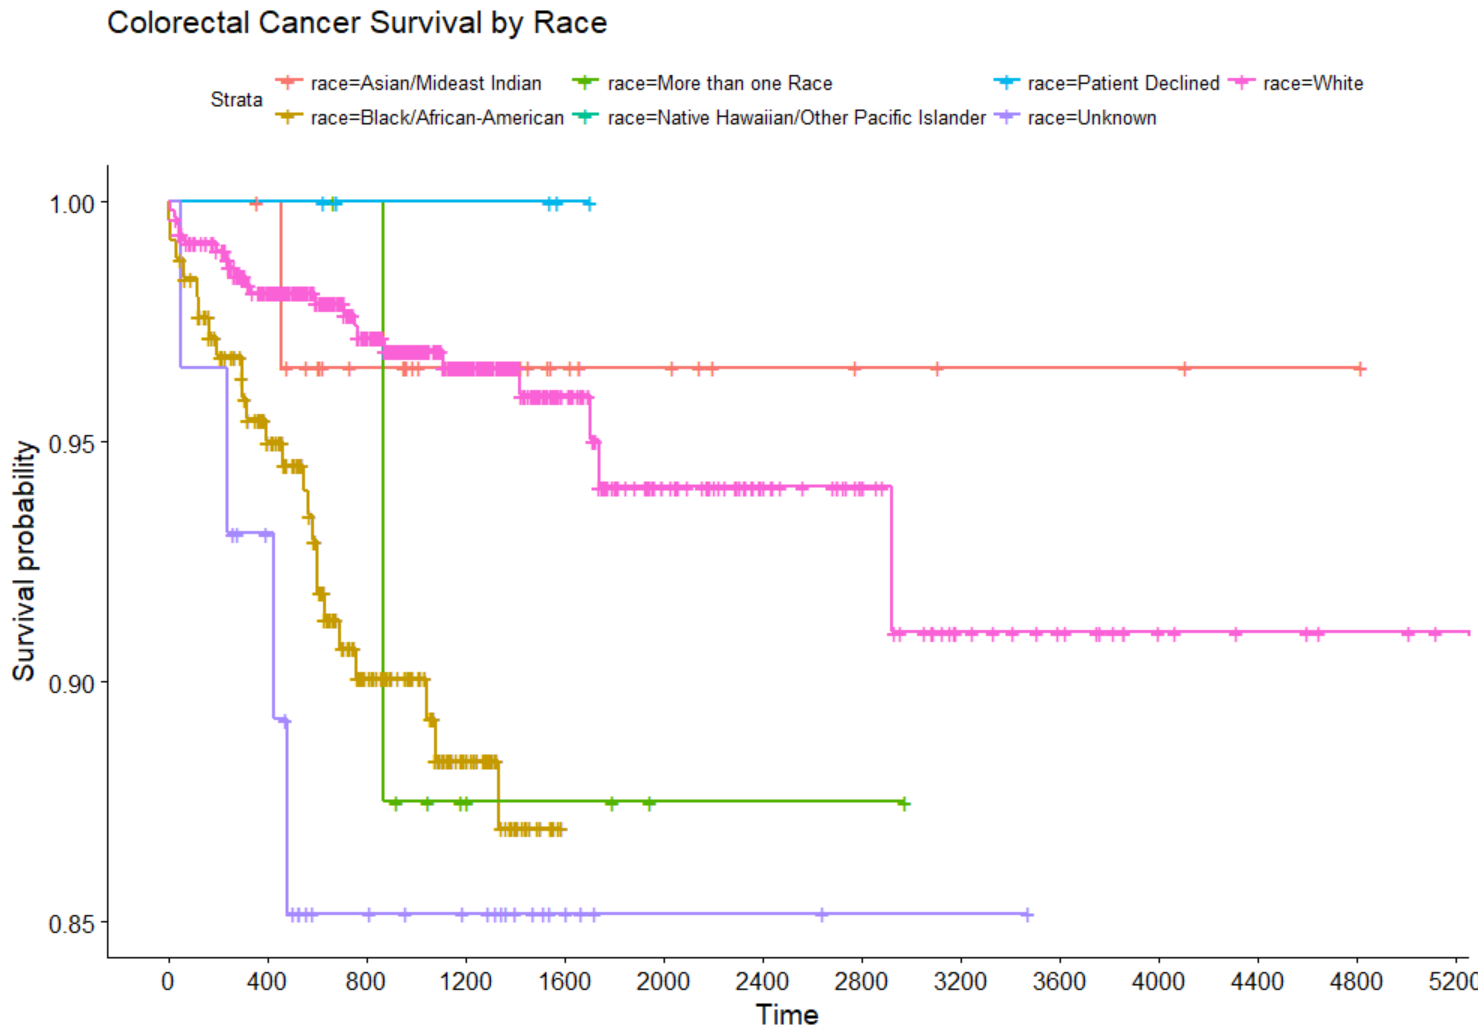 Colorectal Cancer Survival by Race
Strata
race=Asian/Mideast Indian race=More than one Race race=Patient Declined race=White
race=Black/African-American race=Native Hawaiian/Other Pacific Islander race=Unknown
Survival probability
1.00
0.95
0.90
0.85
0 400 800 1200 1600 2000 2400 2800 3200 3600 4000 4400 4800 5200
Time